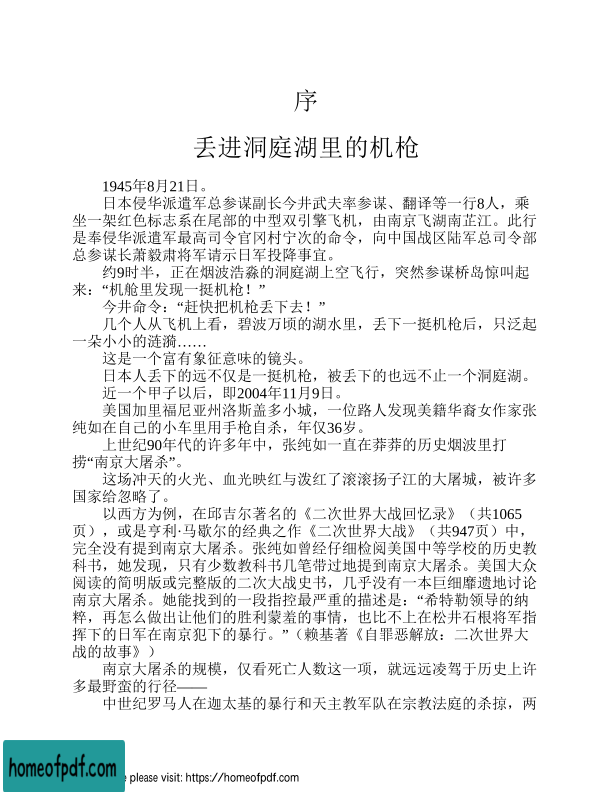 序
丢进洞庭湖里的机枪
1945年8月21日。
日本侵华派遣军总参谋副长今井武夫率参谋、翻译等一行8人，乘
坐一架红色标志系在尾部的中型双引擎飞机，由南京飞湖南芷江。此行
是奉侵华派遣军最高司令官冈村宁次的命令，向中国战区陆军总司令部
总参谋长萧毅肃将军请示日军投降事宜。
约9时半，正在烟波浩淼的洞庭湖上空飞行，突然参谋桥岛惊叫起
来：“机舱里发现一挺机枪！”
今井命令：“赶快把机枪丢下去！”
几个人从飞机上看，碧波万顷的湖水里，丢下一挺机枪后，只泛起
一朵小小的涟漪……
这是一个富有象征意味的镜头。
日本人丢下的远不仅是一挺机枪，被丢下的也远不止一个洞庭湖。
近一个甲子以后，即2004年11月9日。
美国加里福尼亚州洛斯盖多小城，一位路人发现美籍华裔女作家张
纯如在自己的小车里用手枪自杀，年仅36岁。
上世纪90年代的许多年中，张纯如一直在莽莽的历史烟波里打
捞“南京大屠杀”。
这场冲天的火光、血光映红与泼红了滚滚扬子江的大屠城，被许多
国家给忽略了。
以西方为例，在邱吉尔著名的《二次世界大战回忆录》（共1065
页），或是亨利·马歇尔的经典之作《二次世界大战》（共947页）中，
完全没有提到南京大屠杀。张纯如曾经仔细检阅美国中等学校的历史教
科书，她发现，只有少数教科书几笔带过地提到南京大屠杀。美国大众
阅读的简明版或完整版的二次大战史书，几乎没有一本巨细靡遗地讨论
南京大屠杀。她能找到的一段指控最严重的描述是：“希特勒领导的纳
粹，再怎么做出让他们的胜利蒙羞的事情，也比不上在松井石根将军指
挥下的日军在南京犯下的暴行。”（赖基著《自罪恶解放：二次世界大
战的故事》）
南京大屠杀的规模，仅看死亡人数这一项，就远远凌驾于历史上许
多最野蛮的行径——
中世纪罗马人在迦太基的暴行和天主教军队在宗教法庭的杀掠，两
homeofpdf.com
e please visit: https://homeofpdf.com